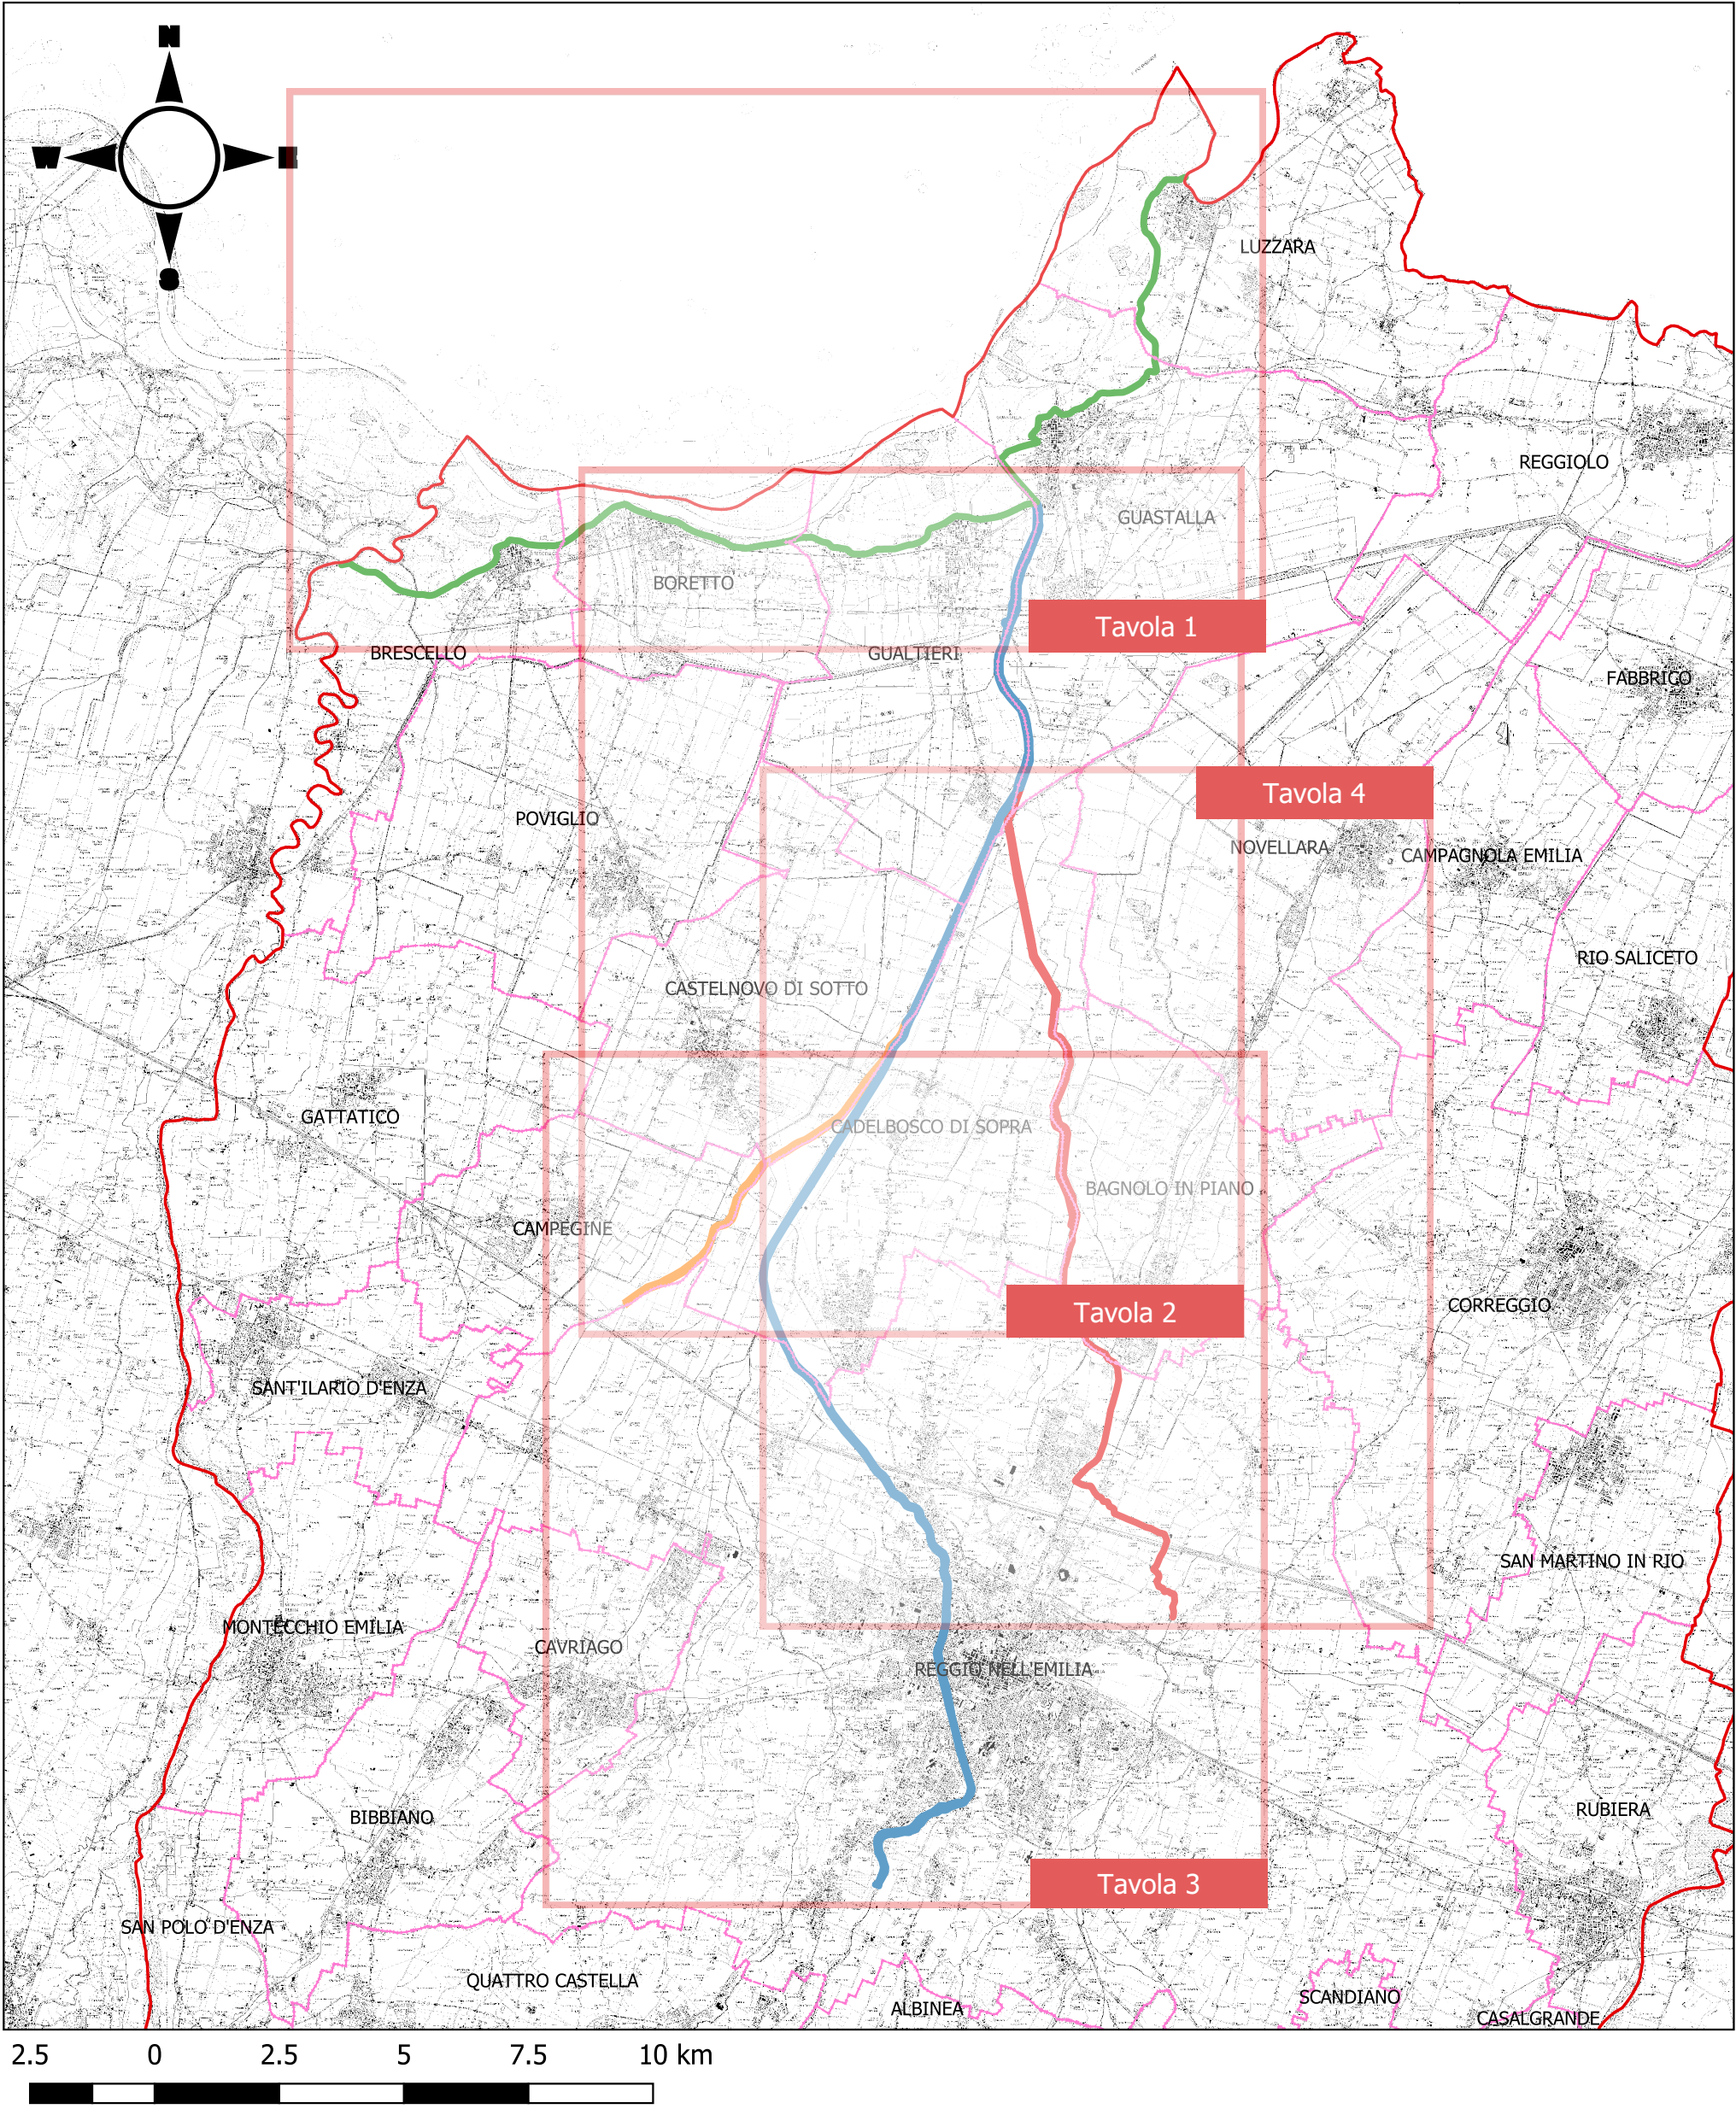 N
W
E
S
LUZZARA
REGGIOLO
GUASTALLA
BORETTO
Tavola 1
BRESCELLO
GUALTIERI
FABBRICO
Tavola 4
POVIGLIO
NOVELLARA
CAMPAGNOLA EMILIA
RIO SALICETO
CASTELNOVO DI SOTTO
GATTATICO
CADELBOSCO DI SOPRA
BAGNOLO IN PIANO
CAMPEGINE
CORREGGIO
Tavola 2
SANT'ILARIO D'ENZA
SAN MARTINO IN RIO
MONTECCHIO EMILIA
CAVRIAGO
REGGIO NELL'EMILIA
RUBIERA
BIBBIANO
Tavola 3
SAN POLO D'ENZA
QUATTRO CASTELLA
SCANDIANO
ALBINEA
CASALGRANDE
2.5 0 2.5 5 7.5 10 km